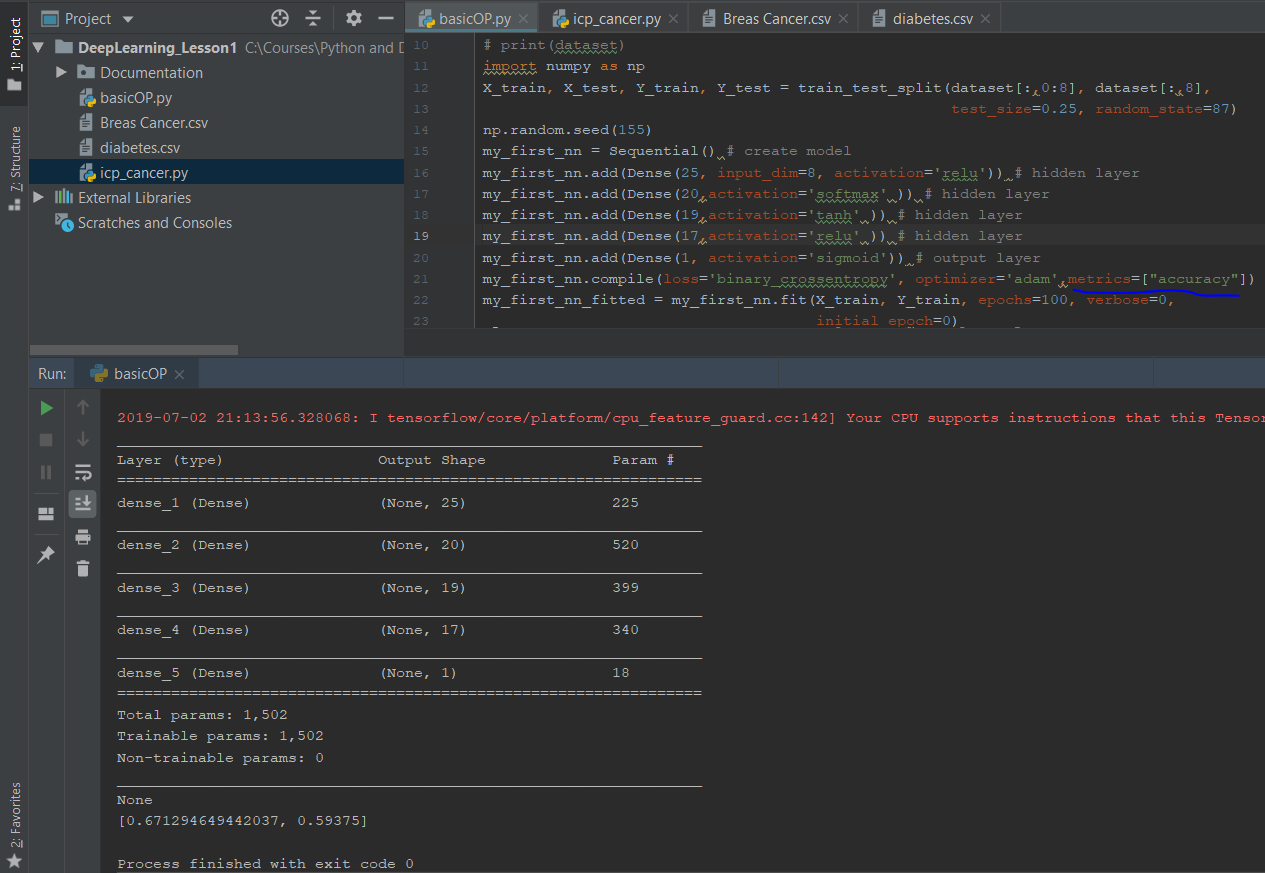 Project
DeepLearning_Lesson1 C:\Courses\Python and D
Documentation
basicOP.py
Breas Cancer.csv
diabetes.csv
icp_cancer.py
External Libraries
Scratches and Consoles
1: Project
7: Structure
2: Favorites
basicOP.py icp_cancer.py Breas Cancer.csv diabetes.csv
10 # print(dataset)
11 import numpy as np
12 X_train, X_test, Y_train, Y_test = train_test_split(dataset[:,0:8], dataset[:,8],
13 test_size=0.25, random_state=87)
14 np.random.seed(155)
15 my_first_nn = Sequential() # create model
16 my_first_nn.add(Dense(25, input_dim=8, activation='relu')) # hidden layer
17 my_first_nn.add(Dense(20,activation='softmax' )) # hidden layer
18 my_first_nn.add(Dense(19,activation='tanh' )) # hidden layer
19 my_first_nn.add(Dense(17,activation='relu' )) # hidden layer
20 my_first_nn.add(Dense(1, activation='sigmoid')) # output layer
21 my_first_nn.compile(loss='binary_crossentropy', optimizer='adam',metrics=["accuracy"])
22 my_first_nn_fitted = my_first_nn.fit(X_train, Y_train, epochs=100, verbose=0,
23 initial_epoch=0)
Run: basicOP
2019-07-02 21:13:56.328068: I tensorflow/core/platform/cpu_feature_guard.cc:142] Your CPU supports instructions that this Tensor
Layer (type) Output Shape Param #
=================================================================
dense_1 (Dense) (None, 25) 225
dense_2 (Dense) (None, 20) 520
dense_3 (Dense) (None, 19) 399
dense_4 (Dense) (None, 17) 340
dense_5 (Dense) (None, 1) 18
=================================================================
Total params: 1,502
Trainable params: 1,502
Non-trainable params: 0
None
[0.671294649442037, 0.59375]
Process finished with exit code 0